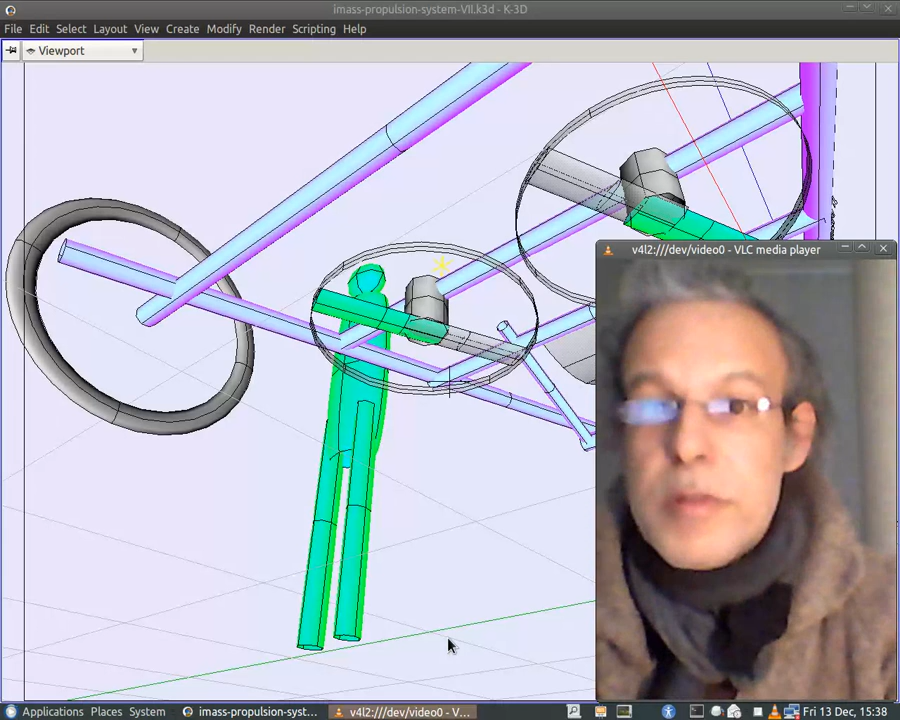 imass-propulsion-system-VII.k3d - K-3D
File Edit Select Layout View Create Modify Render Scripting Help
Viewport
v4l2:///dev/video0 - VLC media player
Applications Places System imass-propulsion-syst... v4l2:///dev/video0 - V... Fri 13 Dec, 15:38